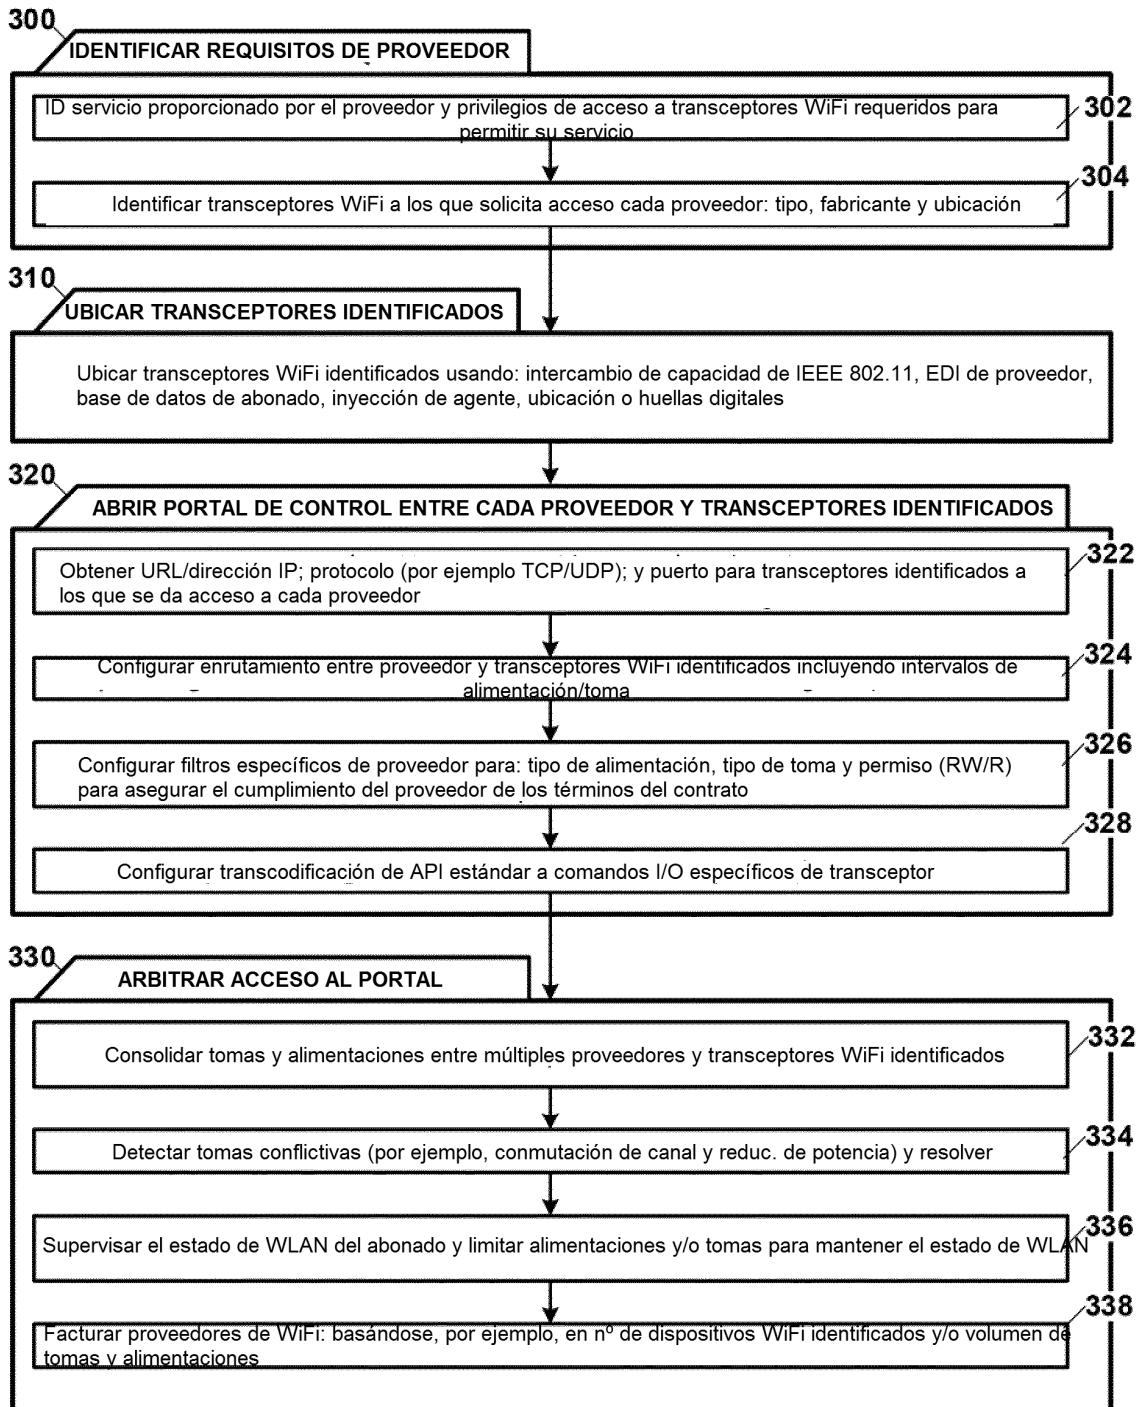 300
IDENTIFICAR REQUISITOS DE PROVEEDOR
ID servicio proporcionado por el proveedor y privilegios de acceso a transceptores WiFi requeridos para
permitir su servicio
302
304
Identificar transceptores WiFi a los que solicita acceso cada proveedor: tipo, fabricante y ubicación
310
UBICAR TRANSCEPTORES IDENTIFICADOS
Ubicar transceptores WiFi identificados usando: intercambio de capacidad de IEEE 802.11, EDI de proveedor,
base de datos de abonado, inyección de agente, ubicación o huellas digitales
320
ABRIR PORTAL DE CONTROL ENTRE CADA PROVEEDOR Y TRANSCEPTORES IDENTIFICADOS
322
Obtener URL/dirección IP; protocolo (por ejemplo TCP/UDP); y puerto para transceptores identificados a
los que se da acceso a cada proveedor
324
Configurar enrutamiento entre proveedor y transceptores WiFi identificados incluyendo intervalos de
alimentación/toma
326
Configurar filtros específicos de proveedor para: tipo de alimentación, tipo de toma y permiso (RW/R)
para asegurar el cumplimiento del proveedor de los términos del contrato
328
Configurar transcodificación de API estándar a comandos I/O específicos de transceptor
330
ARBITRAR ACCESO AL PORTAL
332
Consolidar tomas y alimentaciones entre múltiples proveedores y transceptores WiFi identificados
334
Detectar tomas conflictivas (por ejemplo, conmutación de canal y reduc. de potencia) y resolver
336
Supervisar el estado de WLAN del abonado y limitar alimentaciones y/o tomas para mantener el estado de WLAN
338
Facturar proveedores de WiFi: basándose, por ejemplo, en nº de dispositivos WiFi identificados y/o volumen de
tomas y alimentaciones